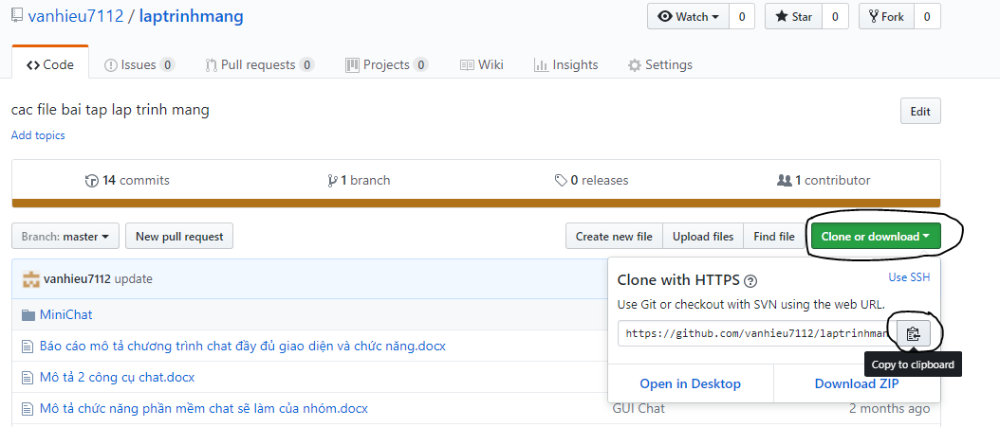 vanhieu7112 / laptrinhmang
Watch 0 Star 0 Fork 0
Code Issues 0 Pull requests 0 Projects 0 Wiki Insights Settings
cac file bai tap lap trinh mang Edit
Add topics
14 commits 1 branch 0 releases 1 contributor
Branch: master New pull request Create new file Upload files Find file Clone or download
vanhieu7112 update
Clone with HTTPS ? Use SSH
Use Git or checkout with SVN using the web URL.
https://github.com/vanhieu7112/laptrinhman
Copy to clipboard
Open in Desktop Download ZIP
MiniChat
Báo cáo mô tả chương trình chat đầy đủ giao diện và chức năng.docx
Mô tả 2 công cụ chat.docx
Mô tả chức năng phần mềm chat sẽ làm của nhóm.docx GUI Chat 2 months ago